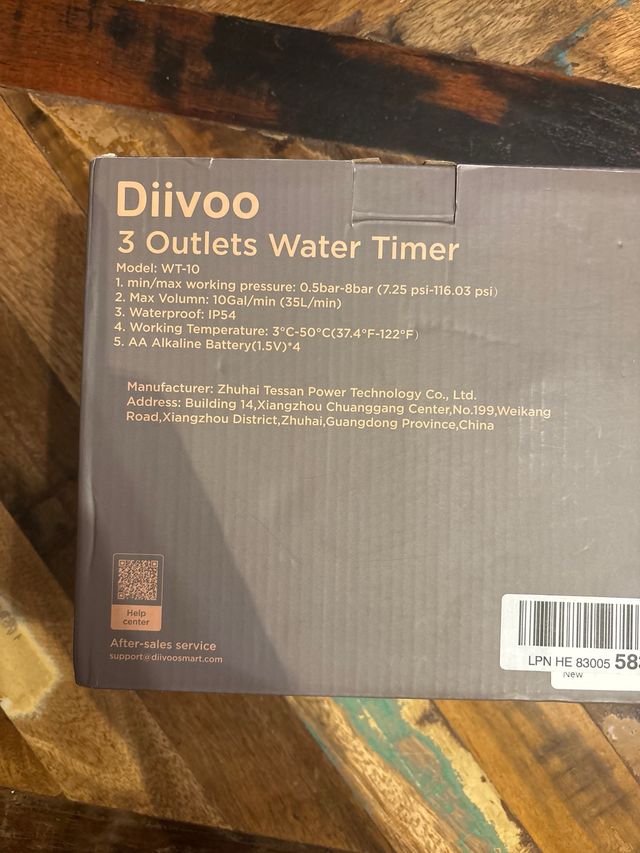 Diivoo
3 Outlets Water Timer
Model: WT-10
1. min/max working pressure: 0.5bar-8bar (7.25 psi-116.03 psi)
2. Max Volumn: 10Gal/min (35L/min)
3. Waterproof: IP54
4. Working Temperature: 3°C-50°C(37.4°F-122°F)
5. AA Alkaline Battery(1.5V)*4
Manufacturer: Zhuhai Tessan Power Technology Co., Ltd.
Address: Building 14,Xiangzhou Chuanggang Center,No.199,Weikang
Road,Xiangzhou District,Zhuhai,Guangdong Province,China
Help
center
After-sales service
support@diivoosmart.com
LPN HE 83005 58
New